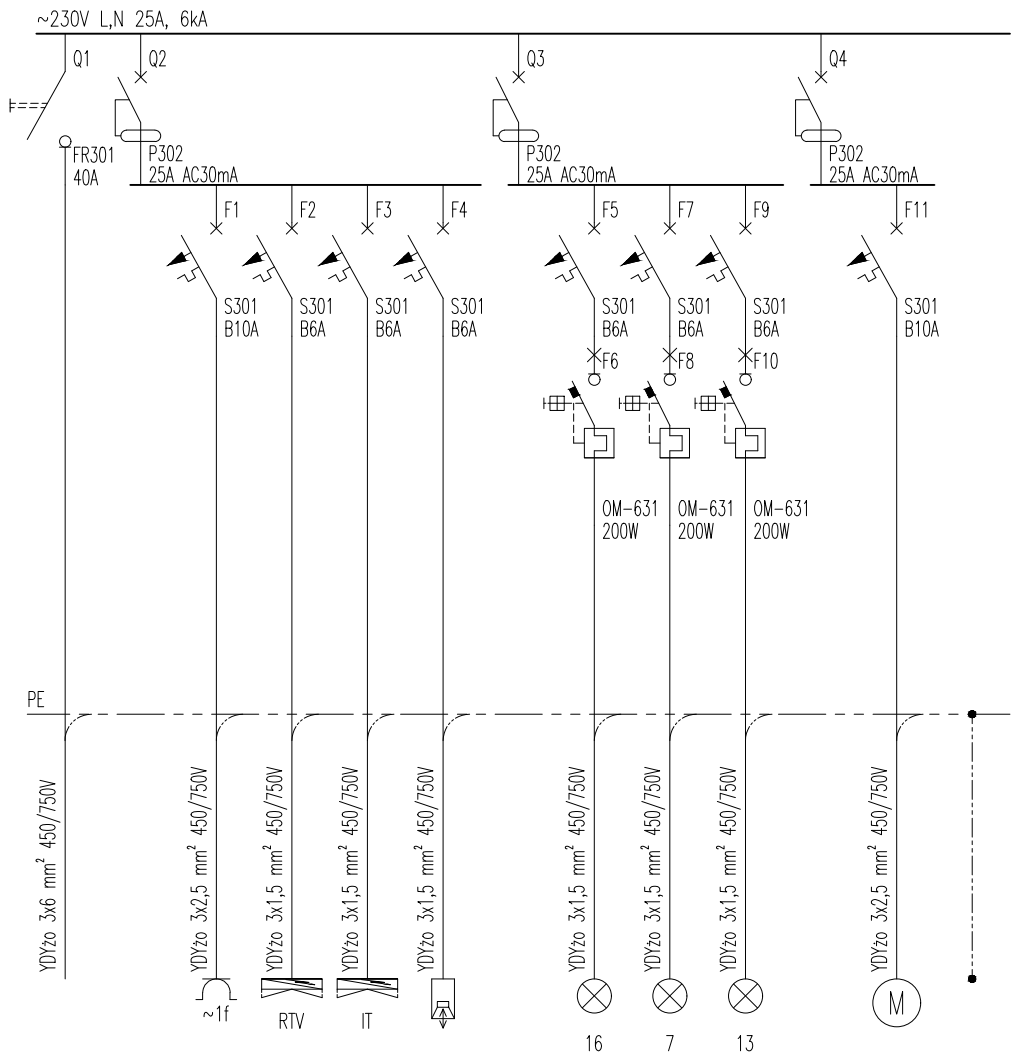 ~230V L,N 25A, 6kA
Q1
Q2
Q3
Q4
FR301
40A
P302
25A AC30mA
P302
25A AC30mA
P302
25A AC30mA
F1
F2
F3
F4
F5
F7
F9
F11
S301
B10A
S301
B6A
S301
B6A
S301
B6A
S301
B6A
S301
B6A
S301
B6A
S301
B10A
F6
F8
F10
OM-631
200W
OM-631
200W
OM-631
200W
PE
YDYżo 3x6 mm² 450/750V
YDYżo 3x2,5 mm² 450/750V
YDYżo 3x1,5 mm² 450/750V
YDYżo 3x1,5 mm² 450/750V
YDYżo 3x1,5 mm² 450/750V
YDYżo 3x1,5 mm² 450/750V
YDYżo 3x1,5 mm² 450/750V
YDYżo 3x1,5 mm² 450/750V
YDYżo 3x2,5 mm² 450/750V
~1f
RTV
IT
M
16
7
13